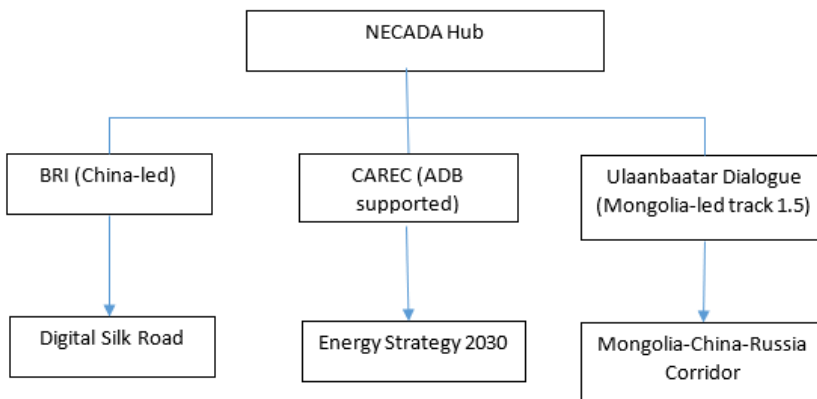 NECADA Hub
BRI (China-led)
CAREC (ADB
supported)
Ulaanbaatar Dialogue
(Mongolia-led track 1.5)
Digital Silk Road
Energy Strategy 2030
Mongolia-China-Russia
Corridor